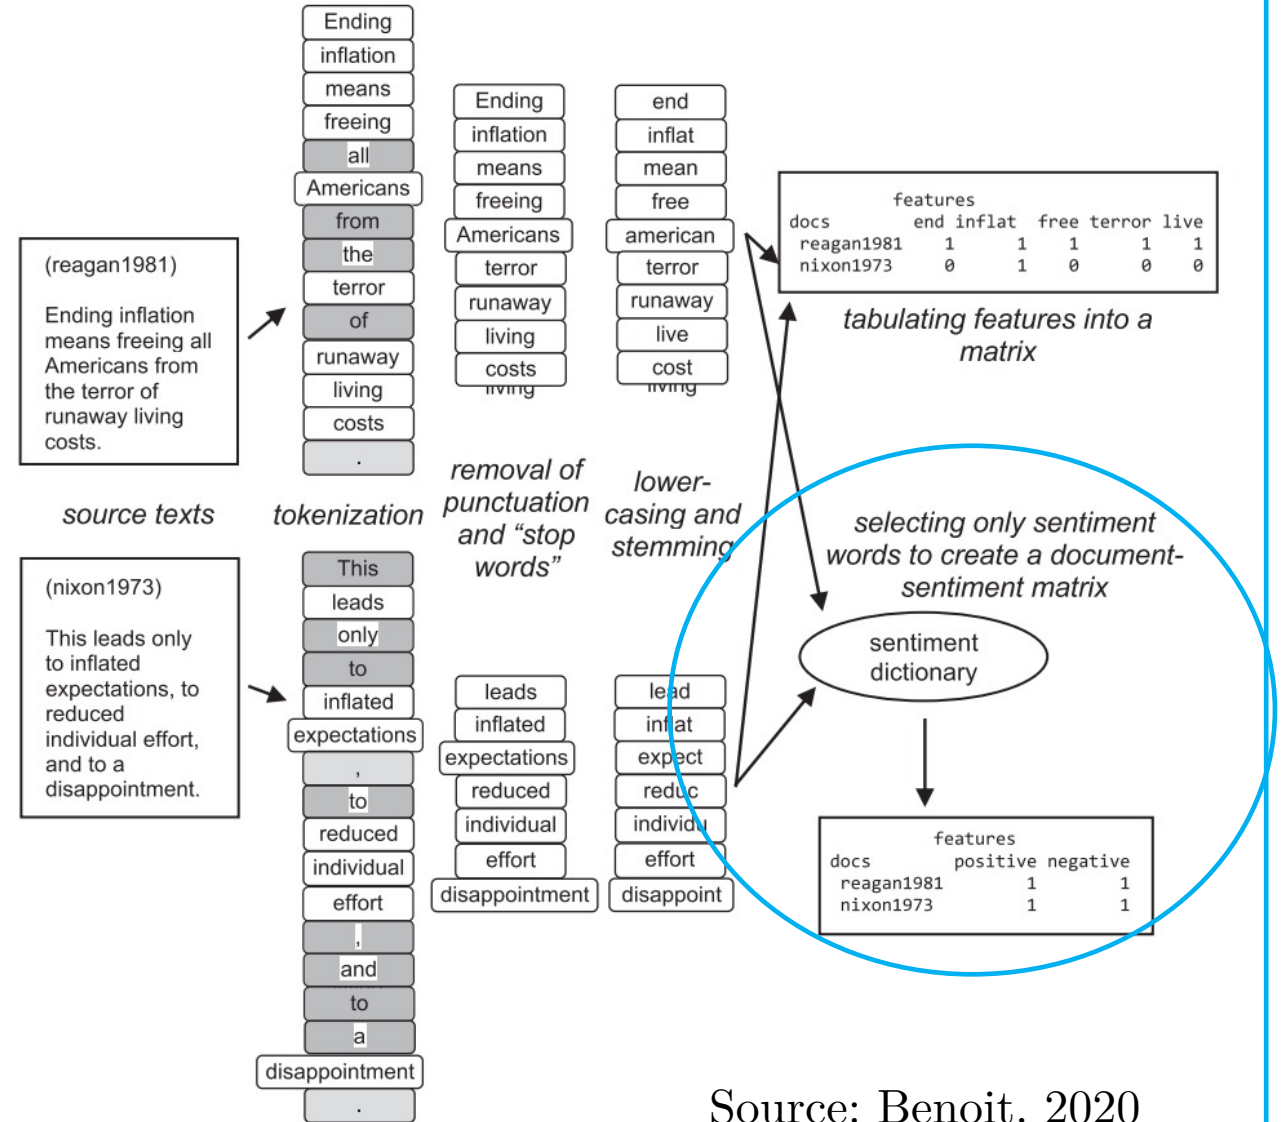 (reagan1981)
Ending inflation
means freeing all
Americans from
the terror of
runaway living
costs.
source texts
(nixon1973)
This leads only
to inflated
expectations, to
reduced
individual effort,
and to a
disappointment.
Ending
inflation
means
freeing
all
Americans
from
the
terror
of
runaway
living
costs
.
tokenization
This
leads
only
to
inflated
expectations
,
to
reduced
individual
effort
,
and
to
a
disappointment
.
Ending
inflation
means
freeing
Americans
terror
runaway
living
costs
living
removal of
punctuation
and “stop
words”
leads
inflated
expectations
reduced
individual
effort
disappointment
end
inflat
mean
free
american
terror
runaway
live
cost
living
lower-
casing and
stemming
lead
inflat
expect
reduc
individu
effort
disappoint
features
docs end inflat free terror live
reagan1981 1 1 1 1 1
nixon1973 0 1 0 0 0
tabulating features into a
matrix
selecting only sentiment
words to create a document-
sentiment matrix
sentiment
dictionary
features
docs positive negative
reagan1981 1 1
nixon1973 1 1
Source: Benoit. 2020